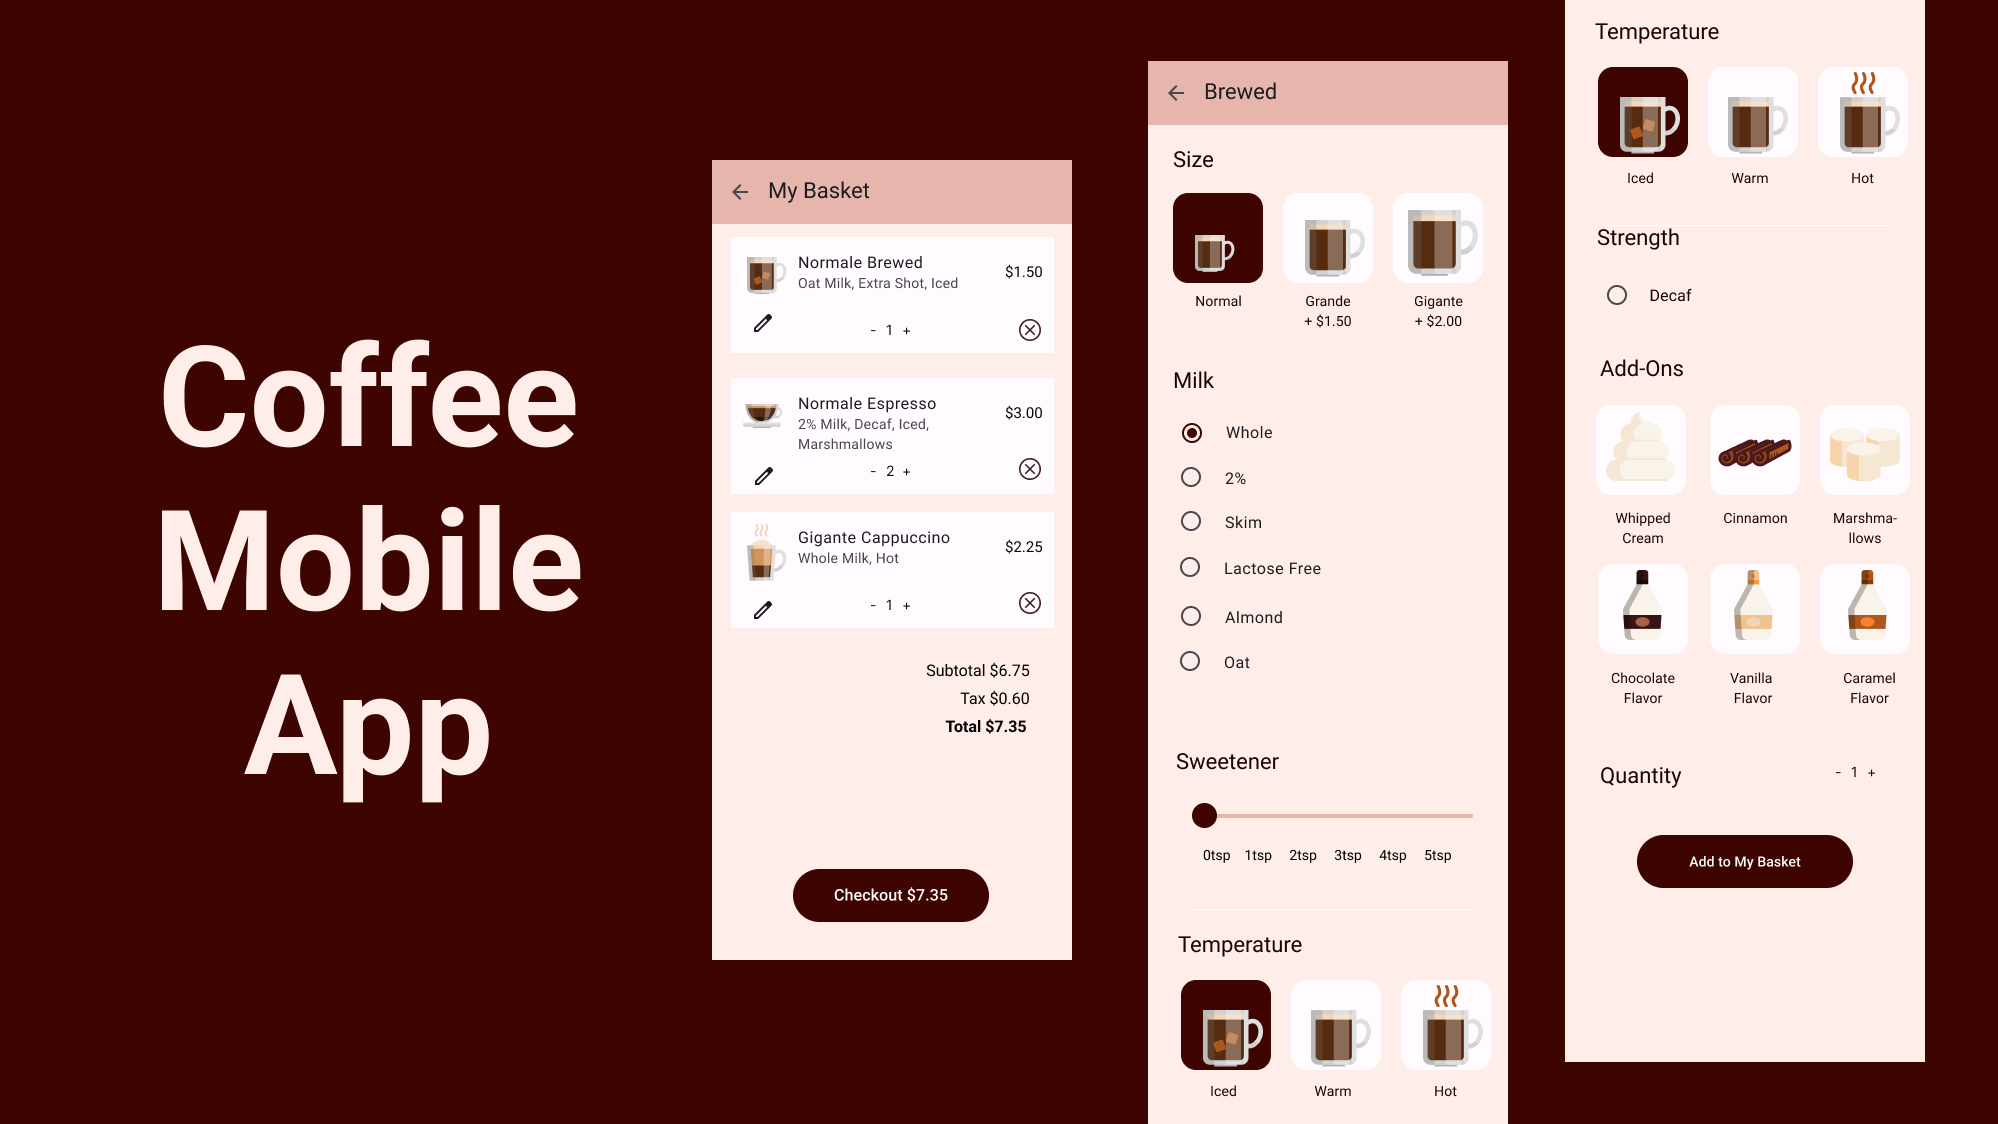 Coffee
Mobile
App
My Basket
Normale Brewed
Oat Milk, Extra Shot, Iced
$1.50
- 1 +
Normale Espresso
2% Milk, Decaf, Iced,
Marshmallows
$3.00
- 2 +
Gigante Cappuccino
Whole Milk, Hot
$2.25
- 1 +
Subtotal $6.75
Tax $0.60
Total $7.35
Checkout $7.35
Brewed
Size
Normal
Grande
+ $1.50
Gigante
+ $2.00
Milk
Whole
2%
Skim
Lactose Free
Almond
Oat
Sweetener
0tsp 1tsp 2tsp 3tsp 4tsp 5tsp
Temperature
Iced Warm Hot
Temperature
Iced Warm Hot
Strength
Decaf
Add-Ons
Whipped
Cream
Cinnamon
Marshma-
llows
Chocolate
Flavor
Vanilla
Flavor
Caramel
Flavor
Quantity
- 1 +
Add to My Basket